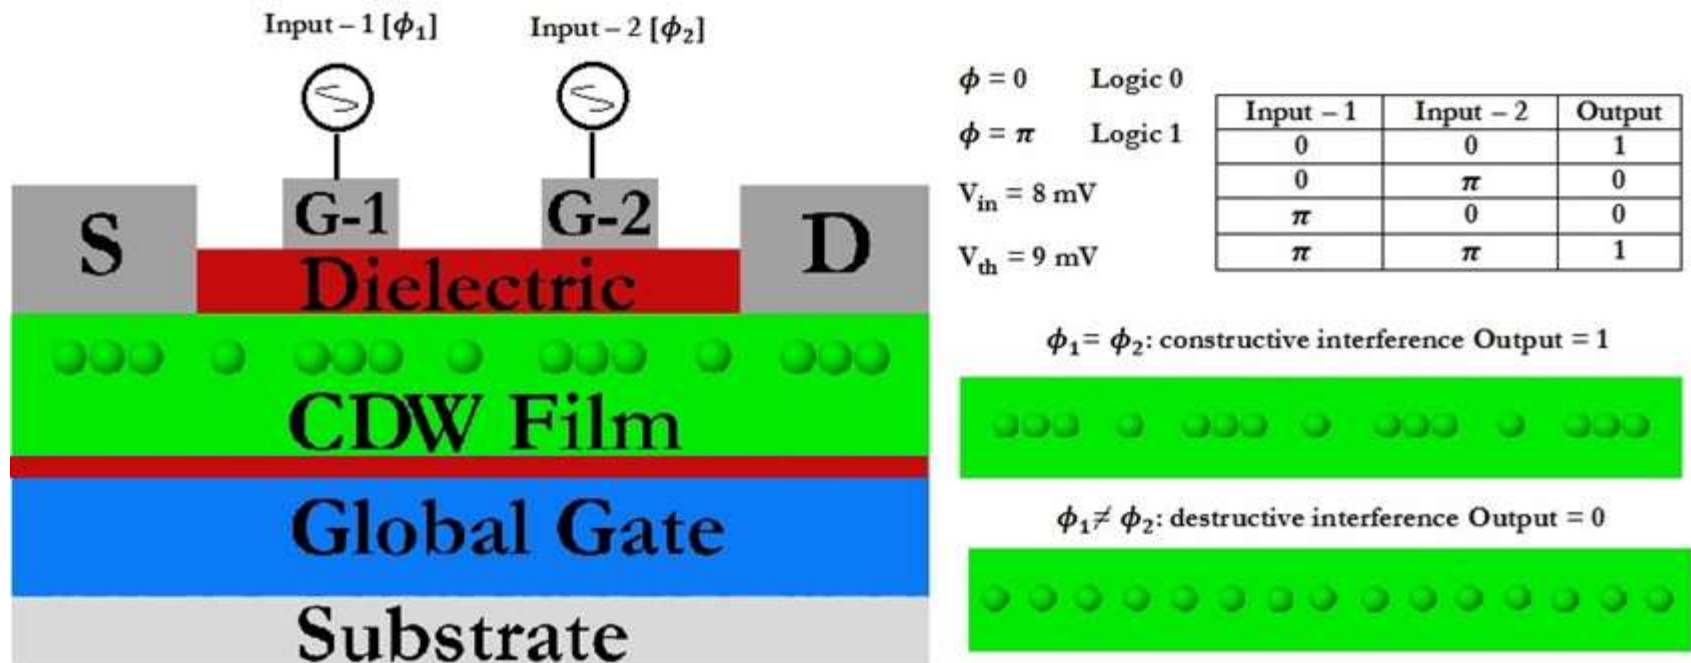 Input – 1 [ϕ₁]
Input – 2 [ϕ₂]
G-1
G-2
S
D
Dielectric
CDW Film
Global Gate
Substrate
ϕ = 0 Logic 0
ϕ = π Logic 1
V_in = 8 mV
V_th = 9 mV
Input – 1 Input – 2 Output
0 0 1
0 π 0
π 0 0
π π 1
ϕ₁= ϕ₂: constructive interference Output = 1
ϕ₁≠ ϕ₂: destructive interference Output = 0